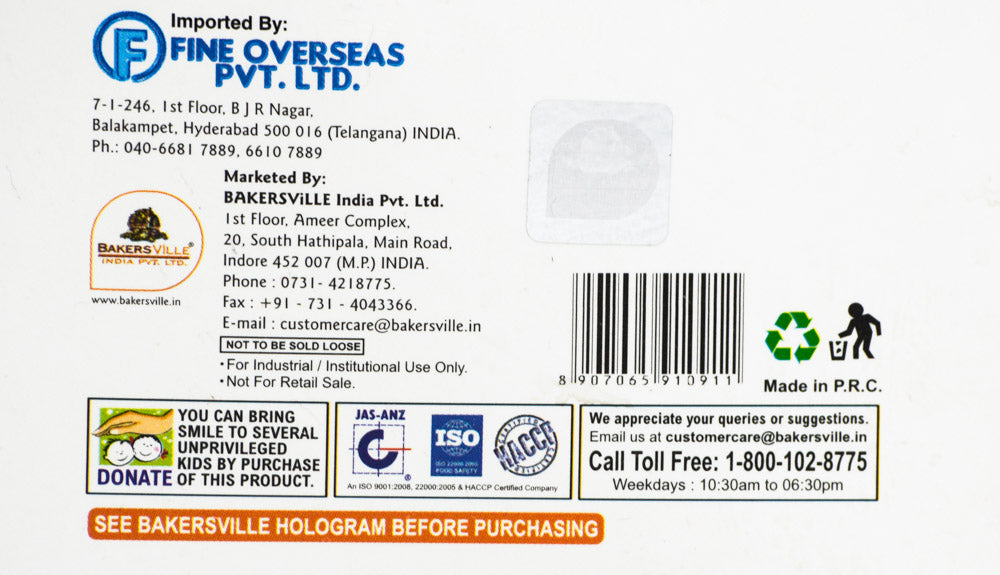 Imported By:
F FINE OVERSEAS
PVT. LTD.
7-1-246, 1st Floor, B J R Nagar,
Balakampet, Hyderabad 500 016 (Telangana) INDIA.
Ph.: 040-6681 7889, 6610 7889
Marketed By:
BAKERSViLLE India Pvt. Ltd.
1st Floor, Ameer Complex,
20, South Hathipala, Main Road,
Indore 452 007 (M.P.) INDIA.
Phone : 0731- 4218775.
Fax : +91 - 731 - 4043366.
E-mail : customercare@bakersville.in
BAKERSVILLE®
INDIA PVT. LTD.
www.bakersville.in
NOT TO BE SOLD LOOSE
•For Industrial / Institutional Use Only.
•Not For Retail Sale.
8 907065 910911
Made in P.R.C.
YOU CAN BRING
SMILE TO SEVERAL
UNPRIVILEGED
KIDS BY PURCHASE
DONATE OF THIS PRODUCT.
JAS-ANZ
C
®
ISO
ISO 22000:2005
FOOD SAFETY
CERTIFIED
HACCP
CERTIFIED
An ISO 9001:2008, 22000:2005 & HACCP Certified Company
We appreciate your queries or suggestions.
Email us at customercare@bakersville.in
Call Toll Free: 1-800-102-8775
Weekdays : 10:30am to 06:30pm
SEE BAKERSVILLE HOLOGRAM BEFORE PURCHASING